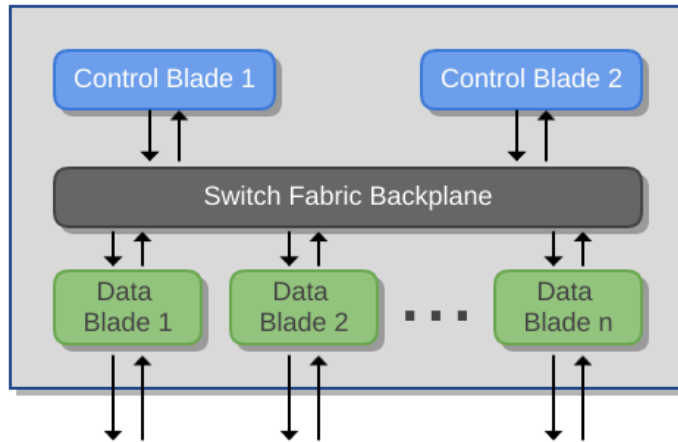 Control Blade 1
Control Blade 2
Switch Fabric Backplane
Data
Blade 1
Data
Blade 2
...
Data
Blade n